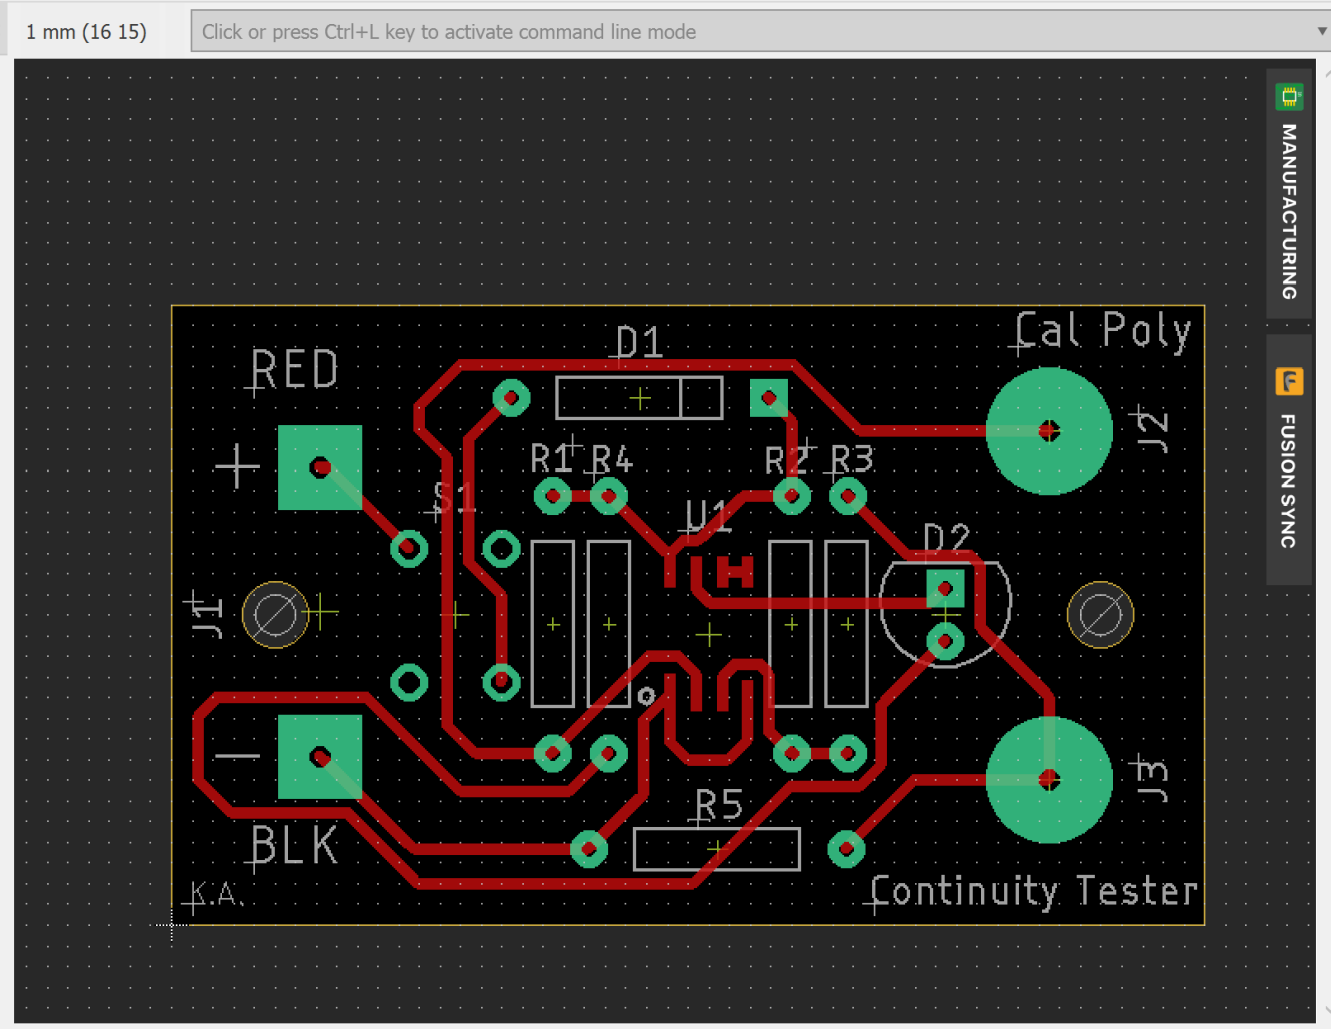 1 mm (16 15)
Click or press Ctrl+L key to activate command line mode
MANUFACTURING
FUSION SYNC
Cal Poly
D1
RED
J2
+
R1
R4
R2
R3
S1
U1
D2
J1
−
R5
J3
BLK
K.A.
Continuity Tester